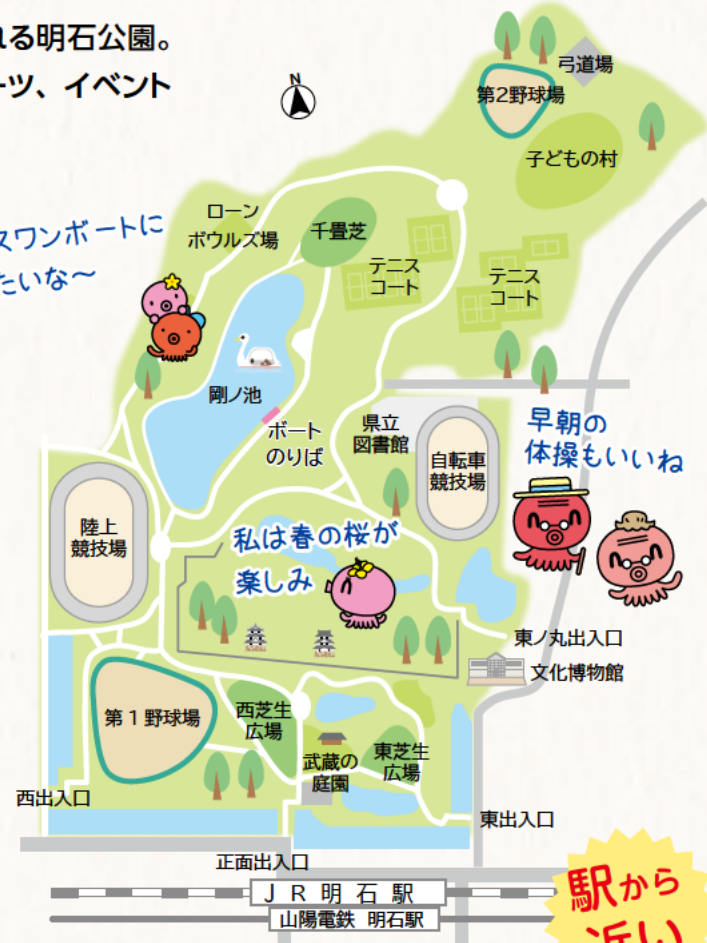 れる明石公園。
ーツ、イベント
N
弓道場
第2野球場
子どもの村
スワンボートに
たいな～
ローン
ボウルズ場
千畳芝
テニス
コート
テニス
コート
剛ノ池
ボート
のりば
県立
図書館
自転車
競技場
早朝の
体操もいいね
陸上
競技場
私は春の桜が
楽しみ
東ノ丸出入口
文化博物館
第1野球場
西芝生
広場
武蔵の
庭園
東芝生
広場
西出入口
東出入口
正面出入口
JR明石駅
山陽電鉄 明石駅
駅から
近い